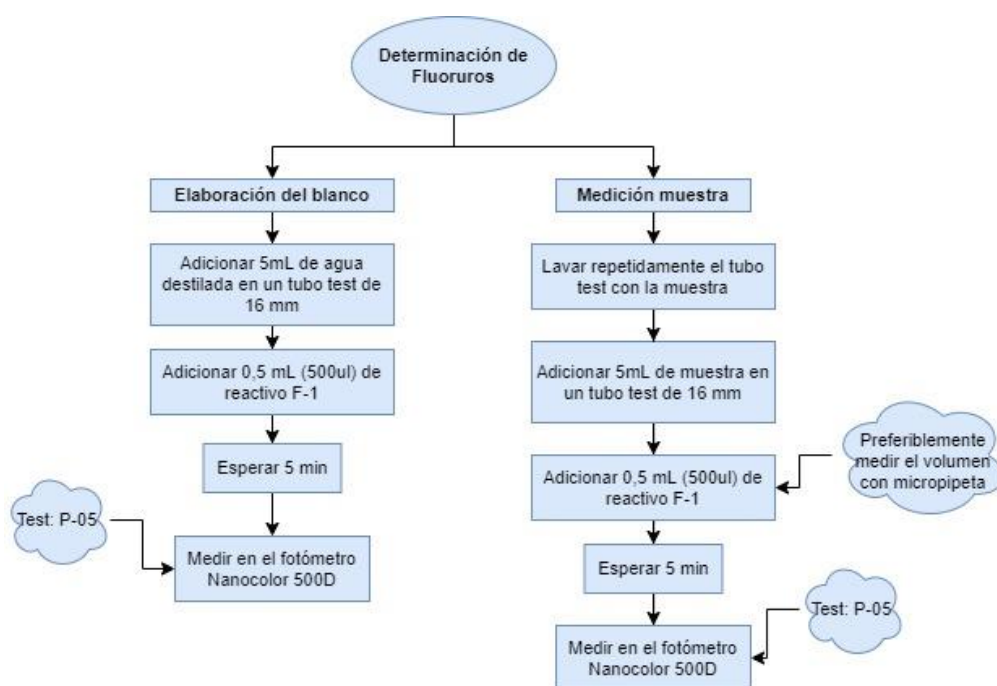 Determinación de
Fluoruros
Elaboración del blanco
Adicionar 5mL de agua
destilada en un tubo test de
16 mm
Adicionar 0,5 mL (500ul) de
reactivo F-1
Esperar 5 min
Test: P-05
Medir en el fotómetro
Nanocolor 500D
Medición muestra
Lavar repetidamente el tubo
test con la muestra
Adicionar 5mL de muestra en
un tubo test de 16 mm
Adicionar 0,5 mL (500ul) de
reactivo F-1
Preferiblemente
medir el volumen
con micropipeta
Esperar 5 min
Test: P-05
Medir en el fotómetro
Nanocolor 500D